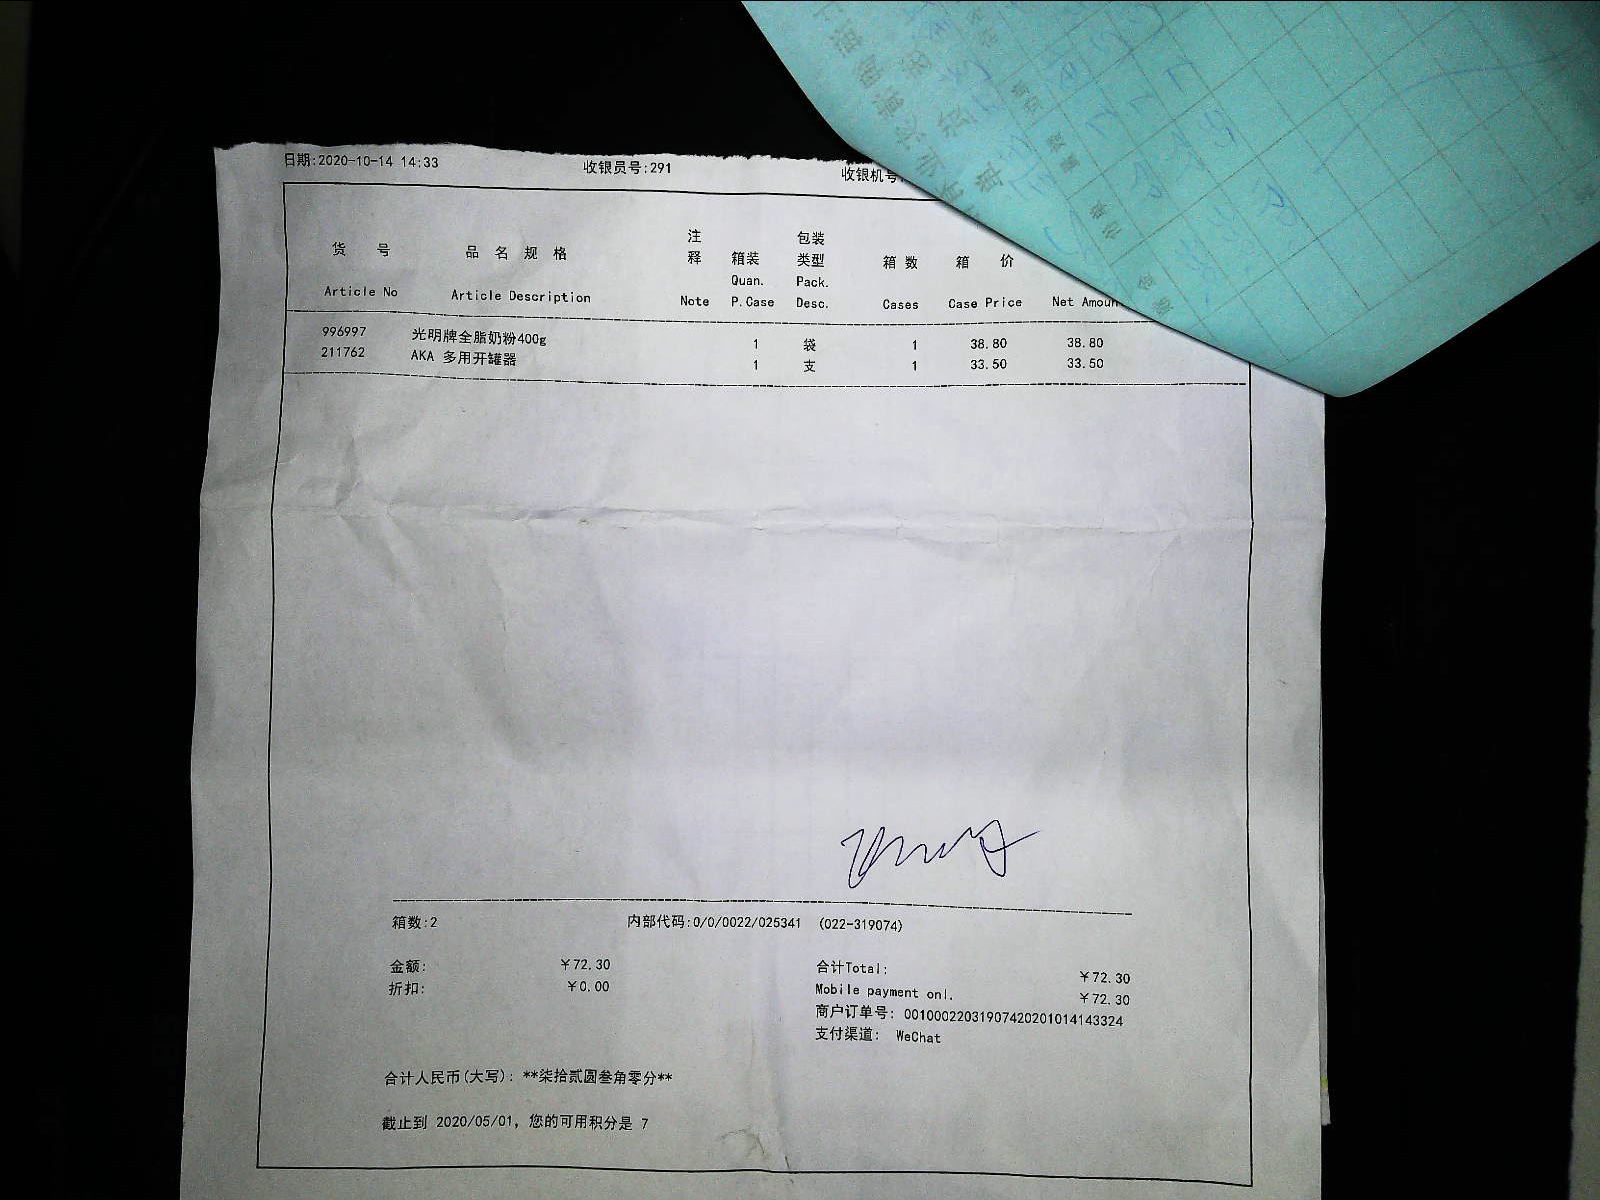 日期:2020-10-14 14:33 收银员号:291 收银机号
注 包装
货 号 品 名 规 格 释 箱装 类型 箱 数 箱 价
Quan. Pack.
Article No Article Description Note P.Case Desc. Cases Case Price Net Amoun
996997 光明牌全脂奶粉400g 1 袋 1 38.80 38.80
211762 AKA 多用开罐器 1 支 1 33.50 33.50
箱数:2 内部代码:0/0/0022/025341 (022-319074)
金额: ¥72.30 合计Total: ¥72.30
折扣: ¥0.00 Mobile payment onl. ¥72.30
商户订单号: 00100022031907420201014143324
支付渠道: WeChat
合计人民币(大写): **柒拾贰圆叁角零分**
截止到 2020/05/01, 您的可用积分是 7